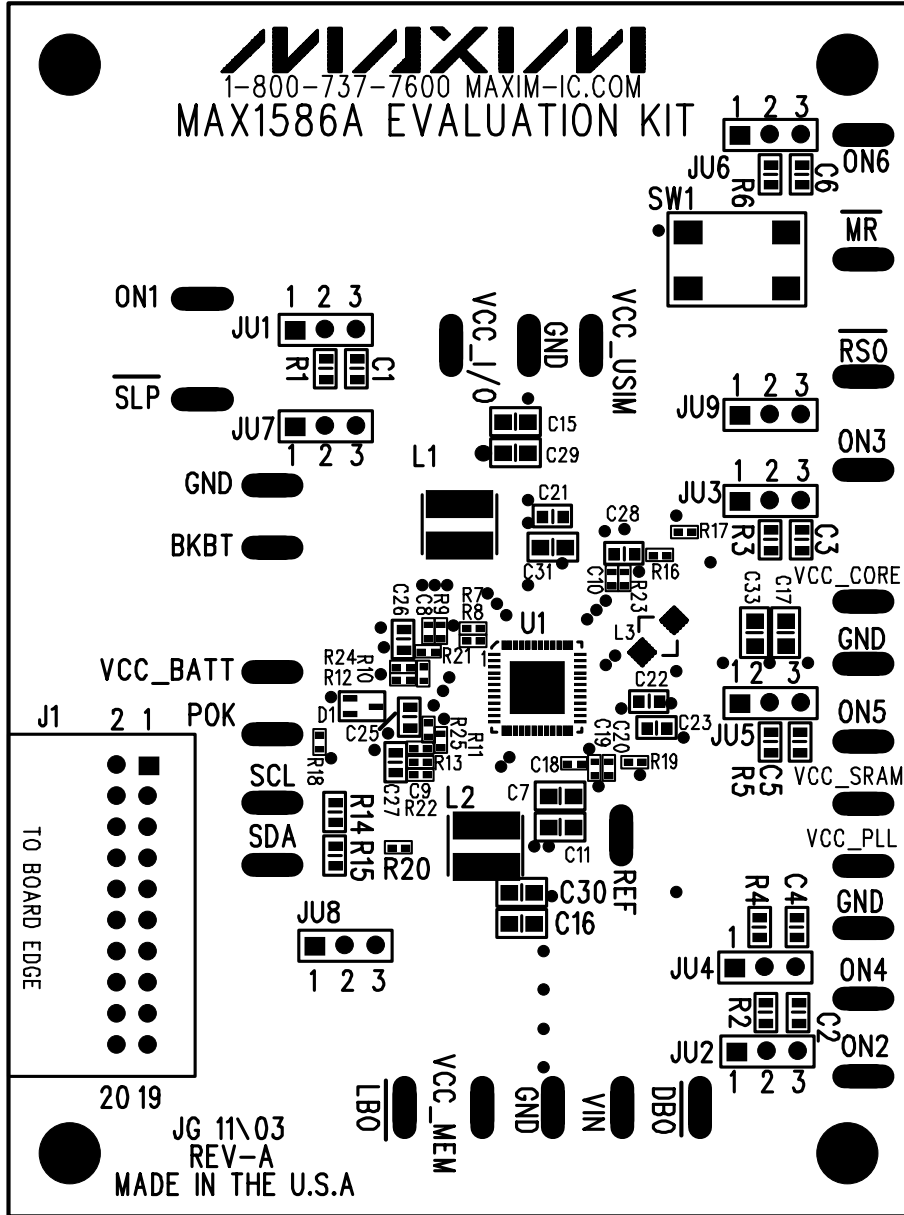 MAXIM
1-800-737-7600 MAXIM-IC.COM
MAX1586A EVALUATION KIT
1 2 3
ON6
JU6
R6
C6
SW1
MR
ON1
1 2 3
JU1
R1
C1
VCC_I/O
GND
VCC_USIM
RSO
SLP
JU7
1 2 3
JU9
1 2 3
C15
C29
L1
ON3
GND
JU3
1 2 3
C21
C28
R17
BKBT
C31
R16
R3
C3
C10
R23
VCC_CORE
C33
C17
C26
C8
R9
R7
R8
U1
L3
GND
R21
1
VCC_BATT
R24
R12
R10
C22
1 2 3
J1
2 1
POK
D1
C25
R25
R11
C23
JU5
ON5
R18
R13
C18
C19
C20
R19
R5
C5
VCC_SRAM
SCL
C27
C9
R22
L2
C7
R14
SDA
R15
R20
C11
REF
VCC_PLL
TO BOARD EDGE
C30
C16
R4
C4
GND
JU8
1 2 3
1
JU4
ON4
R2
C2
JU2
1 2 3
ON2
20 19
LBO
VCC_MEM
GND
VIN
DBO
JG 11\03
REV-A
MADE IN THE U.S.A